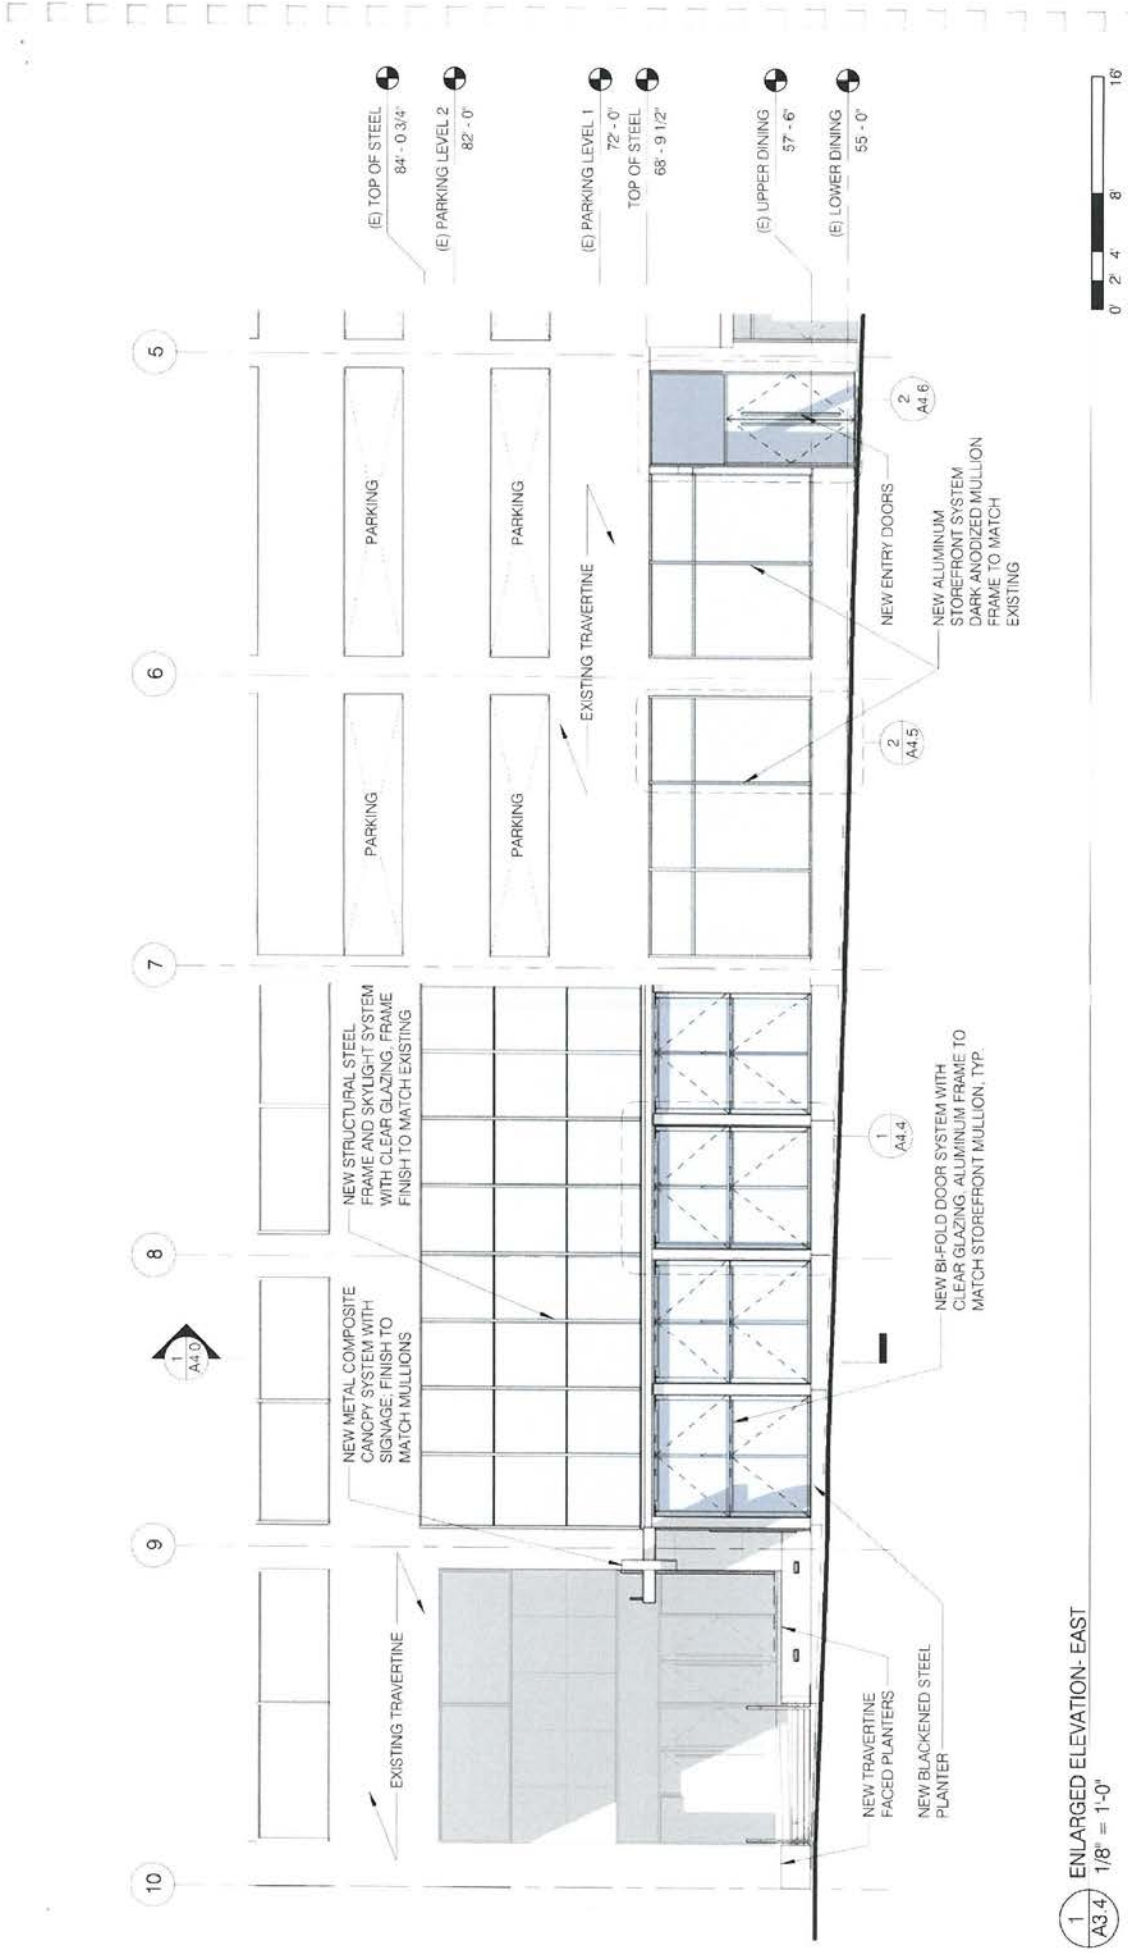 10
9
8
7
6
5
1
A4.0
(E) TOP OF STEEL
84' - 0 3/4"
(E) PARKING LEVEL 2
82' - 0"
(E) PARKING LEVEL 1
72' - 0"
TOP OF STEEL
68' - 9 1/2"
(E) UPPER DINING
57' - 6"
(E) LOWER DINING
55' - 0"
EXISTING TRAVERTINE
NEW METAL COMPOSITE
CANOPY SYSTEM WITH
SIGNAGE; FINISH TO
MATCH MULLIONS
NEW STRUCTURAL STEEL
FRAME AND SKYLIGHT SYSTEM
WITH CLEAR GLAZING, FRAME
FINISH TO MATCH EXISTING
PARKING
PARKING
PARKING
PARKING
EXISTING TRAVERTINE
NEW TRAVERTINE
FACED PLANTERS
NEW BLACKENED STEEL
PLANTER
NEW BI-FOLD DOOR SYSTEM WITH
CLEAR GLAZING. ALUMINUM FRAME TO
MATCH STOREFRONT MULLION, TYP.
1
A4.4
2
A4.5
NEW ENTRY DOORS
2
A4.6
NEW ALUMINUM
STOREFRONT SYSTEM
DARK ANODIZED MULLION
FRAME TO MATCH
EXISTING
1
A3.4
ENLARGED ELEVATION- EAST
1/8" = 1'-0"
0' 2' 4' 8' 16'